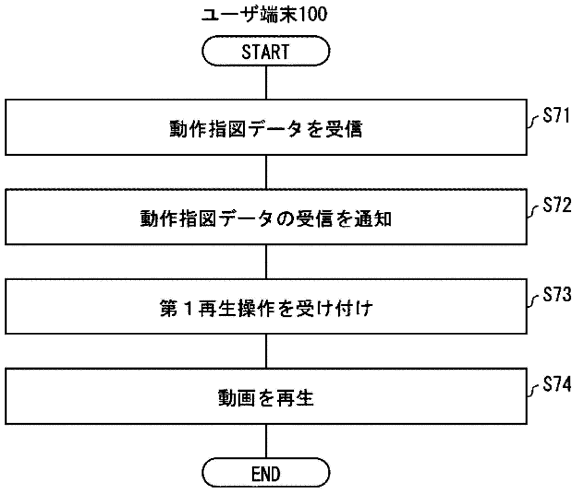 ユーザ端末100
START
動作指図データを受信
S71
動作指図データの受信を通知
S72
第1再生操作を受け付け
S73
動画を再生
S74
END